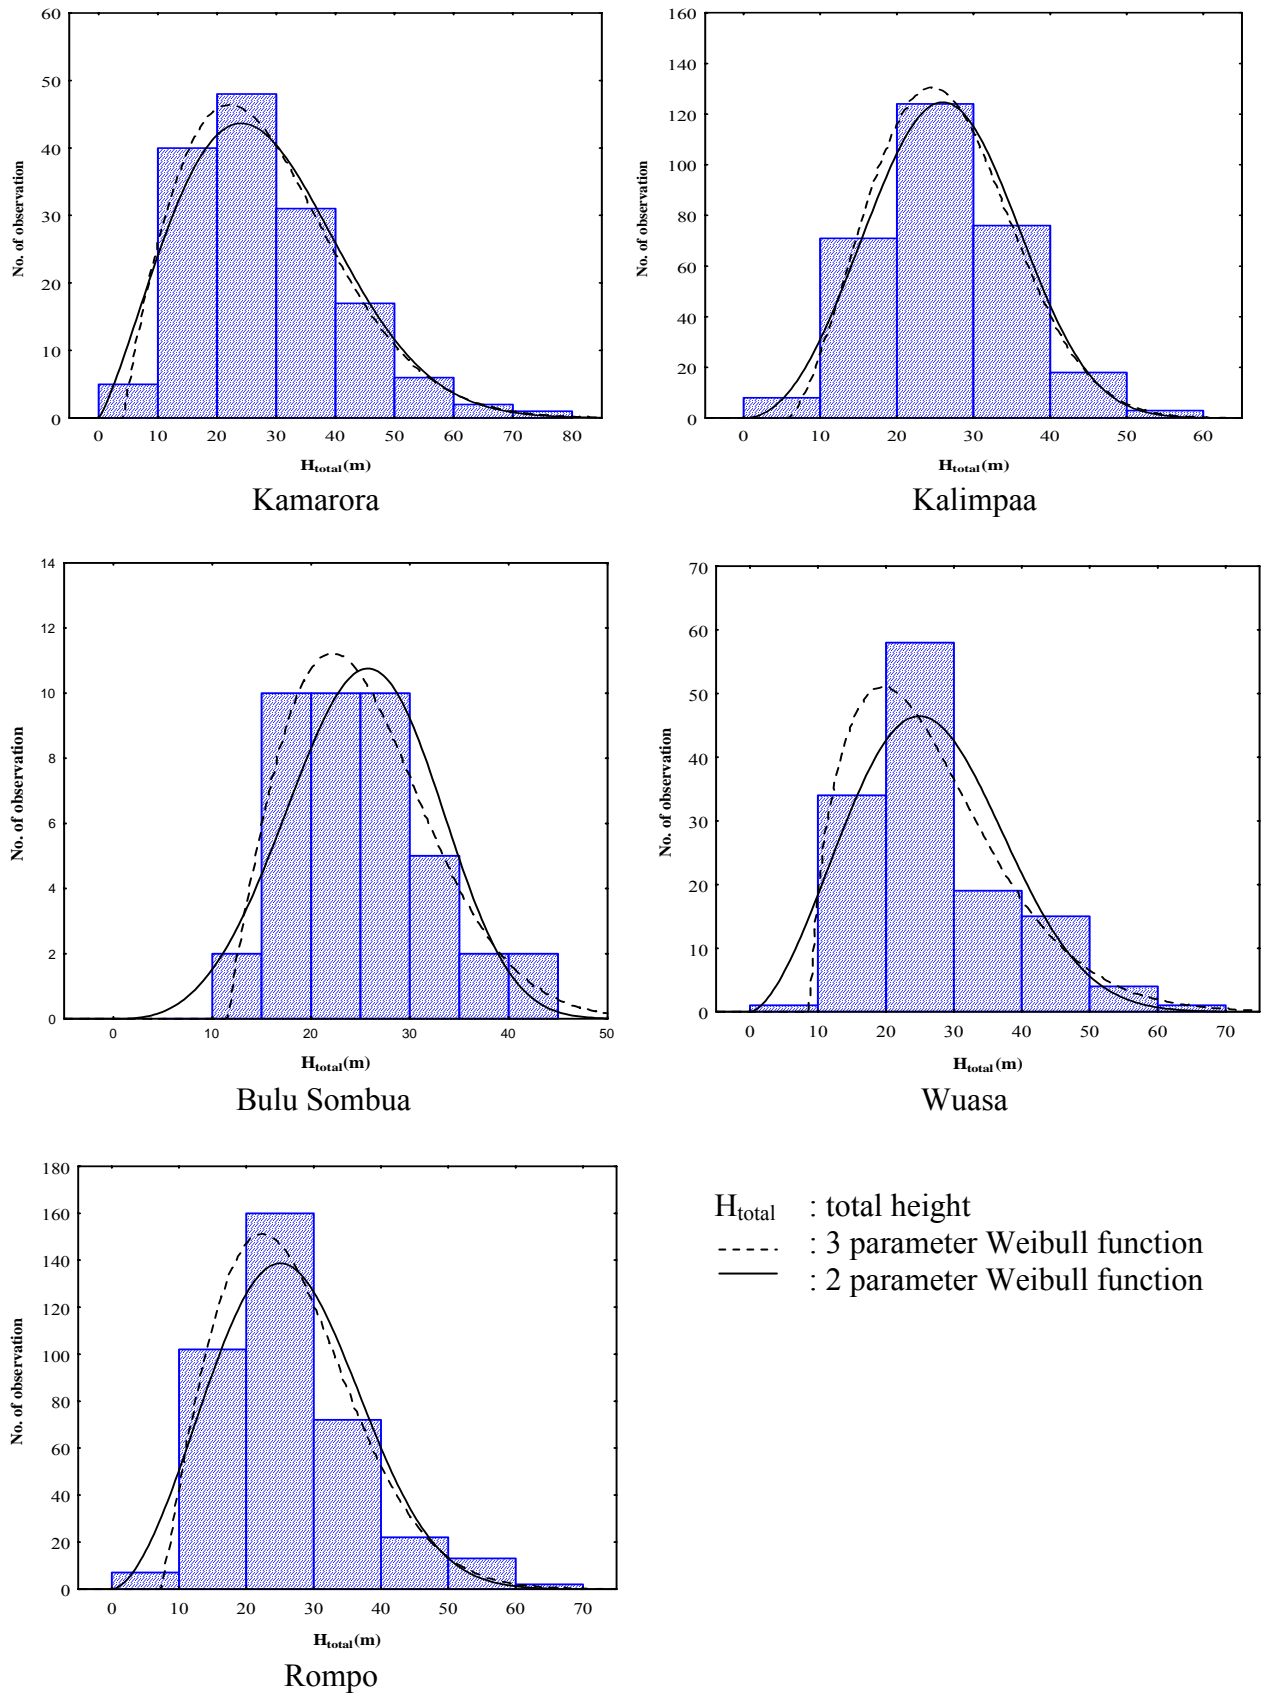 60
50
40
30
20
10
0
No. of observation
0 10 20 30 40 50 60 70 80
Htotal(m)
Kamarora
160
140
120
100
80
60
40
20
0
No. of observation
0 10 20 30 40 50 60
Htotal(m)
Kalimpaa
14
12
10
8
6
4
2
0
No. of observation
0 10 20 30 40 50
Htotal(m)
Bulu Sombua
70
60
50
40
30
20
10
0
No. of observation
0 10 20 30 40 50 60 70
Htotal(m)
Wuasa
180
160
140
120
100
80
60
40
20
0
No. of observation
0 10 20 30 40 50 60 70
Htotal(m)
Rompo
Htotal : total height
: 3 parameter Weibull function
: 2 parameter Weibull function